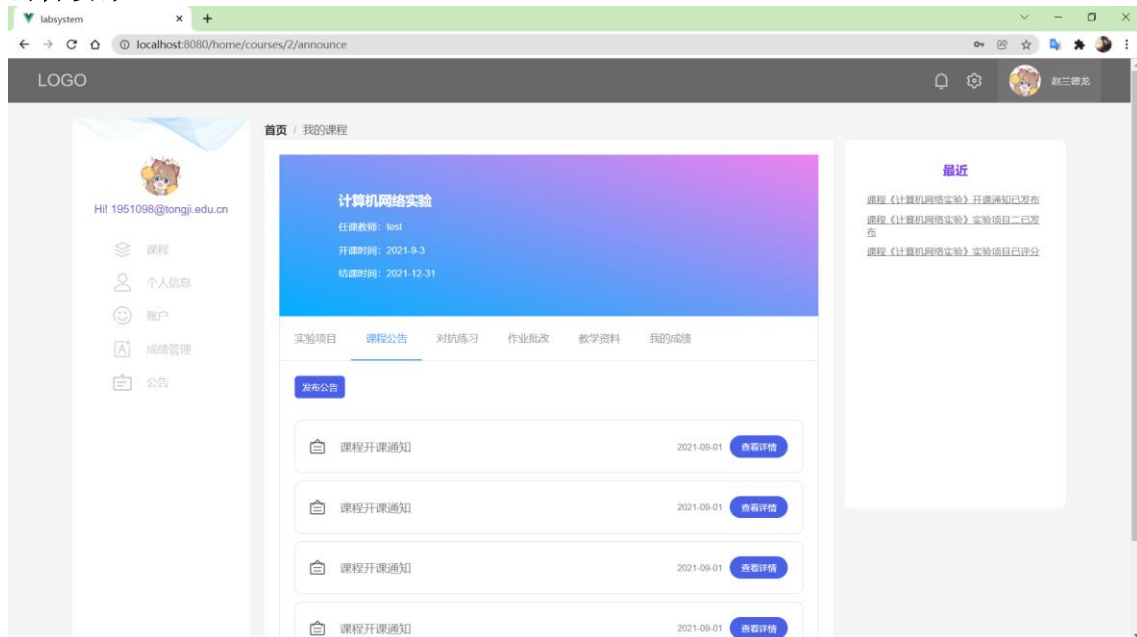 labsystem
localhost:8080/home/courses/2/announce
LOGO
赵兰德龙
首页 / 我的课程
Hi! 1951098@tongji.edu.cn
课程
个人信息
账户
成绩管理
公告
计算机网络实验
任课教师：test
开课时间：2021-9-3
结课时间：2021-12-31
实验项目 课程公告 对抗练习 作业批改 教学资料 我的成绩
发布公告
课程开课通知 2021-09-01 查看详情
课程开课通知 2021-09-01 查看详情
课程开课通知 2021-09-01 查看详情
课程开课通知 2021-09-01 查看详情
最近
课程《计算机网络实验》开课通知已发布
课程《计算机网络实验》实验项目二已发
布
课程《计算机网络实验》实验项目已评分